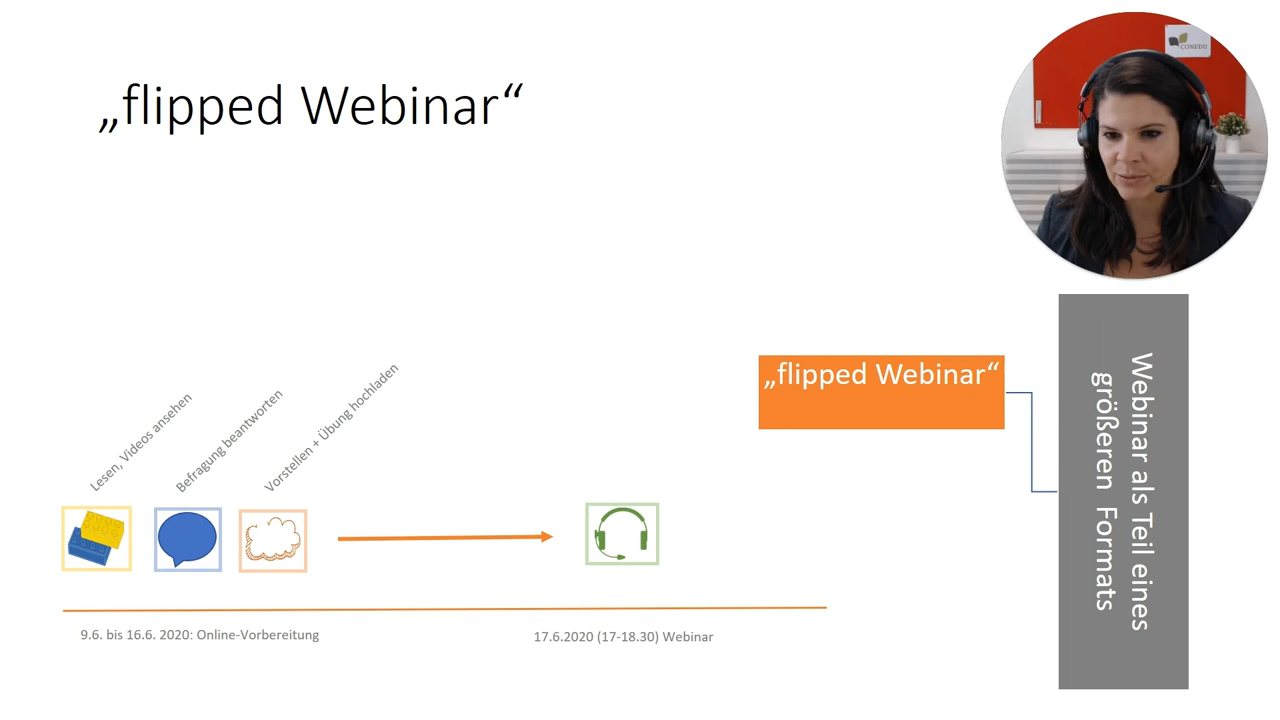 „flipped Webinar“
CONEDU
„flipped Webinar“
Webinar als Teil eines
größeren Formats
Lesen, Videos ansehen
Befragung beantworten
Vorstellen + Übung hochladen
9.6. bis 16.6. 2020: Online-Vorbereitung
17.6.2020 (17-18.30) Webinar